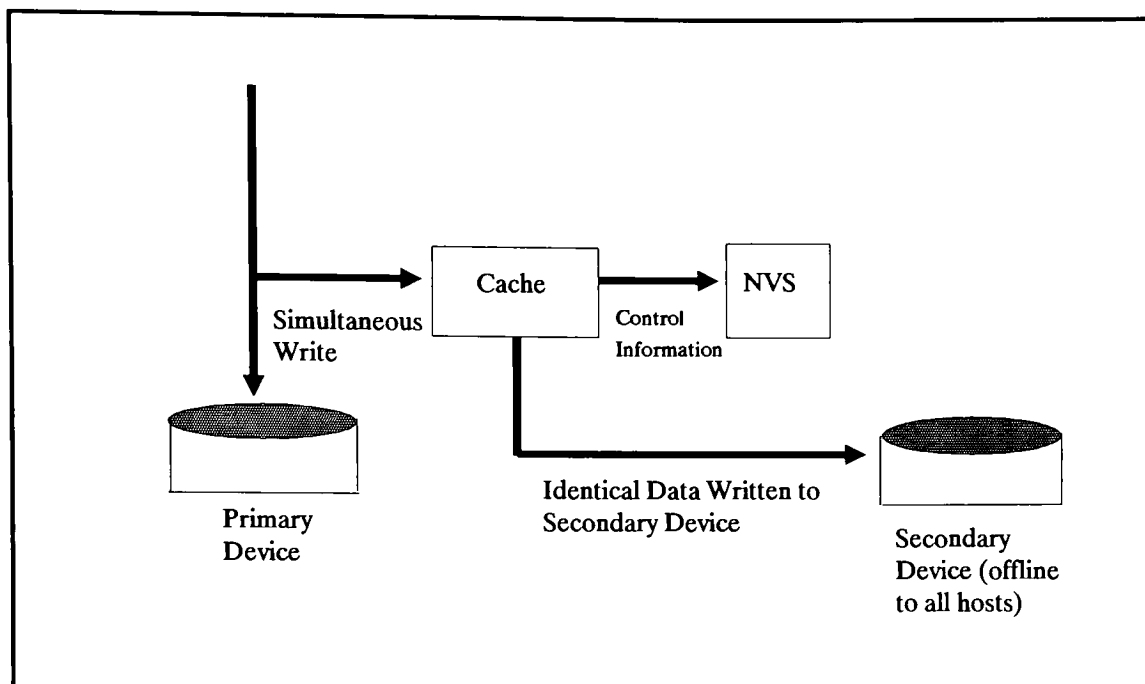 Cache
NVS
Simultaneous
Write
Control
Information
Identical Data Written to
Secondary Device
Primary
Device
Secondary
Device (offline
to all hosts)